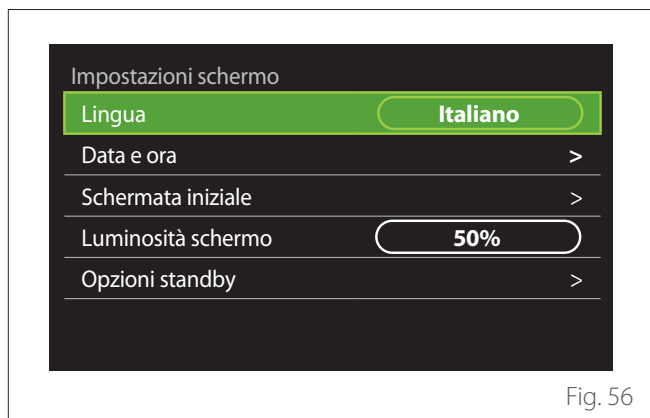 Impostazioni schermo
Lingua Italiano
Data e ora >
Schermata iniziale >
Luminosità schermo 50%
Opzioni standby >
Fig. 56